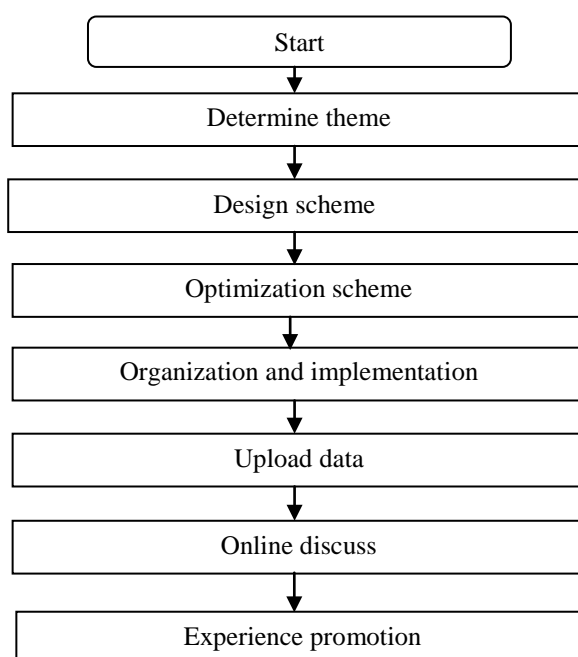 Start
Determine theme
Design scheme
Optimization scheme
Organization and implementation
Upload data
Online discuss
Experience promotion